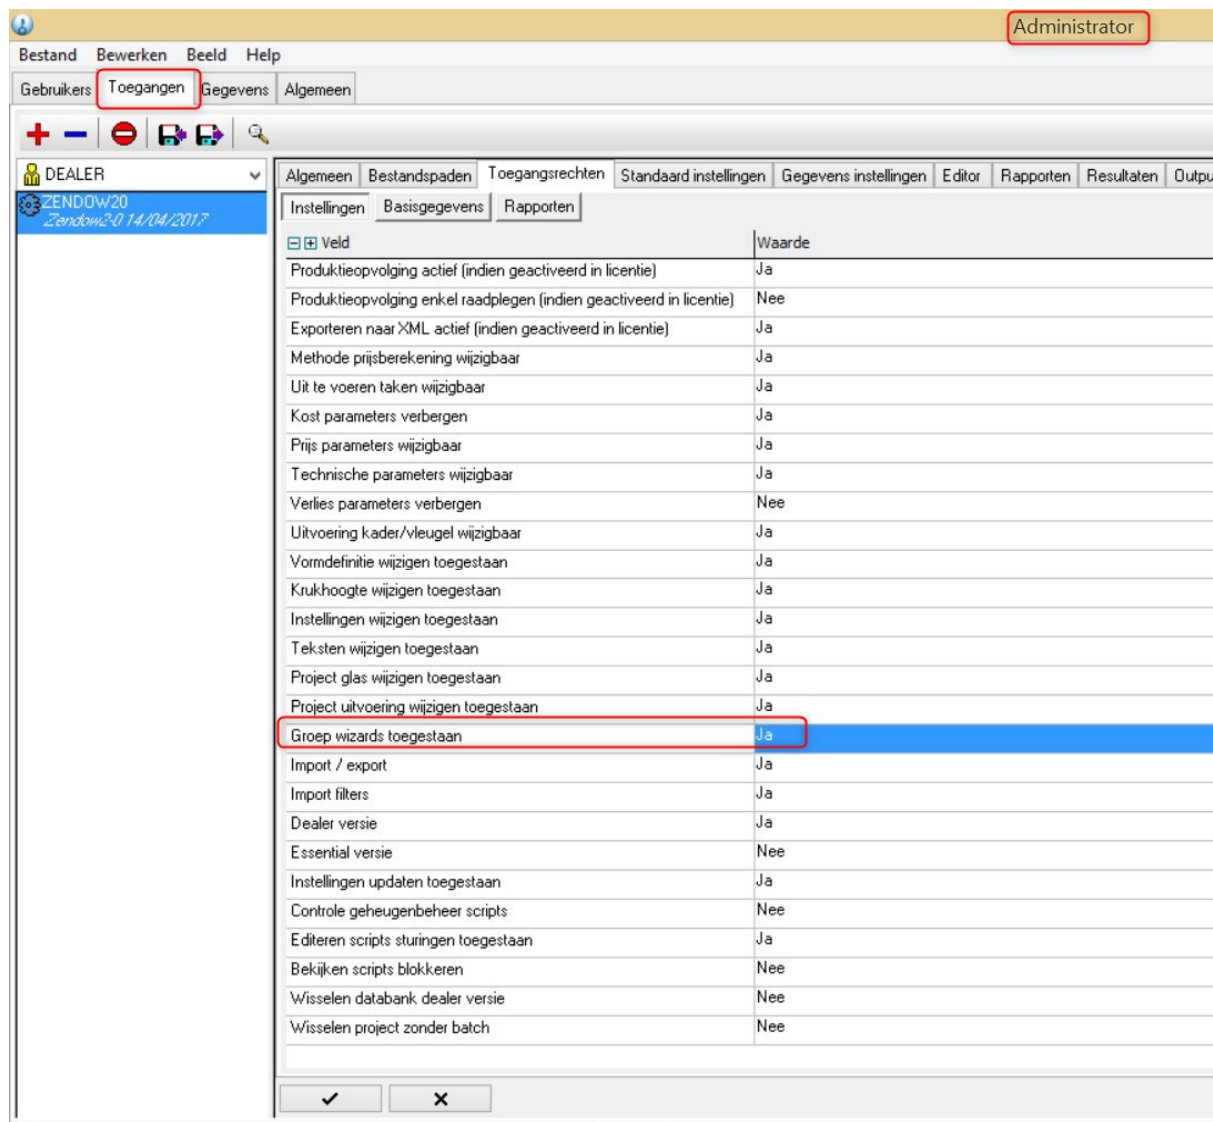 Administrator
Bestand Bewerken Beeld Help
Gebruikers Toegangen Gegevens Algemeen
DEALER
ZENDOW20
Zendow2-0 14/04/2017
Algemeen Bestandspaden Toegangsrechten Standaard instellingen Gegevens instellingen Editor Rapporten Resultaten Outpu
Instellingen Basisgegevens Rapporten
Veld Waarde
Produktieopvolging actief (indien geactiveerd in licentie) Ja
Produktieopvolging enkel raadplegen (indien geactiveerd in licentie) Nee
Exporteren naar XML actief (indien geactiveerd in licentie) Ja
Methode prijsberekening wijzigbaar Ja
Uit te voeren taken wijzigbaar Ja
Kost parameters verbergen Ja
Prijs parameters wijzigbaar Ja
Technische parameters wijzigbaar Ja
Verlies parameters verbergen Nee
Uitvoering kader/vleugel wijzigbaar Ja
Vormdefinitie wijzigen toegestaan Ja
Krukhoogte wijzigen toegestaan Ja
Instellingen wijzigen toegestaan Ja
Teksten wijzigen toegestaan Ja
Project glas wijzigen toegestaan Ja
Project uitvoering wijzigen toegestaan Ja
Groep wizards toegestaan Ja
Import / export Ja
Import filters Ja
Dealer versie Ja
Essential versie Nee
Instellingen updaten toegestaan Ja
Controle geheugenbeheer scripts Nee
Editeren scripts sturingen toegestaan Ja
Bekijken scripts blokkeren Nee
Wisselen databank dealer versie Nee
Wisselen project zonder batch Nee